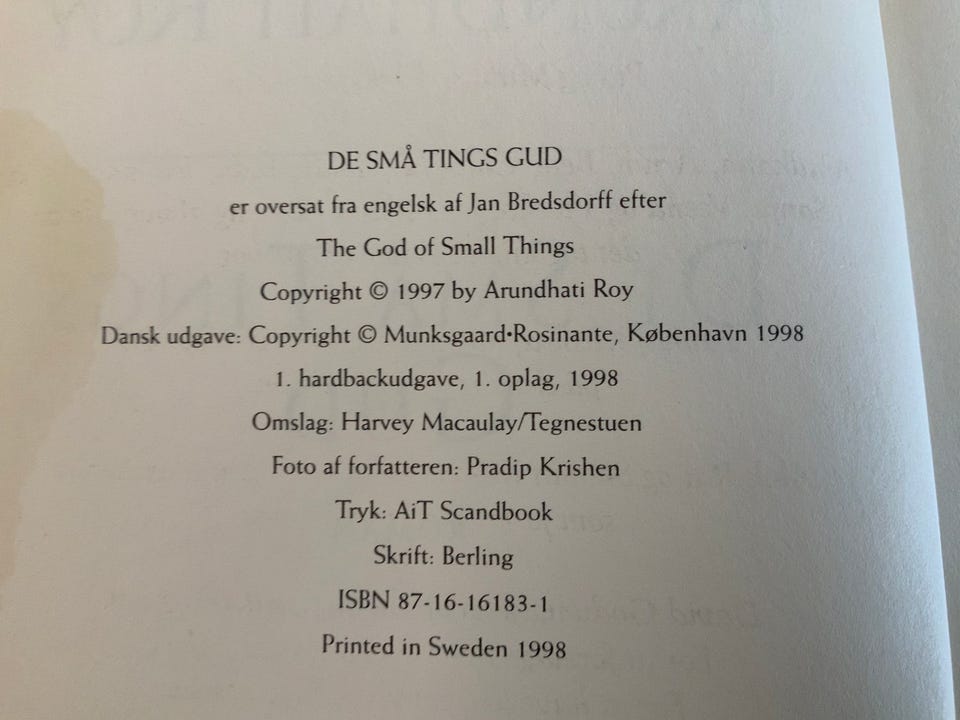 DE SMÅ TINGS GUD
er oversat fra engelsk af Jan Bredsdorff efter
The God of Small Things
Copyright © 1997 by Arundhati Roy
Dansk udgave: Copyright © Munksgaard•Rosinante, København 1998
1. hardbackudgave, 1. oplag, 1998
Omslag: Harvey Macaulay/Tegnestuen
Foto af forfatteren: Pradip Krishen
Tryk: AiT Scandbook
Skrift: Berling
ISBN 87-16-16183-1
Printed in Sweden 1998